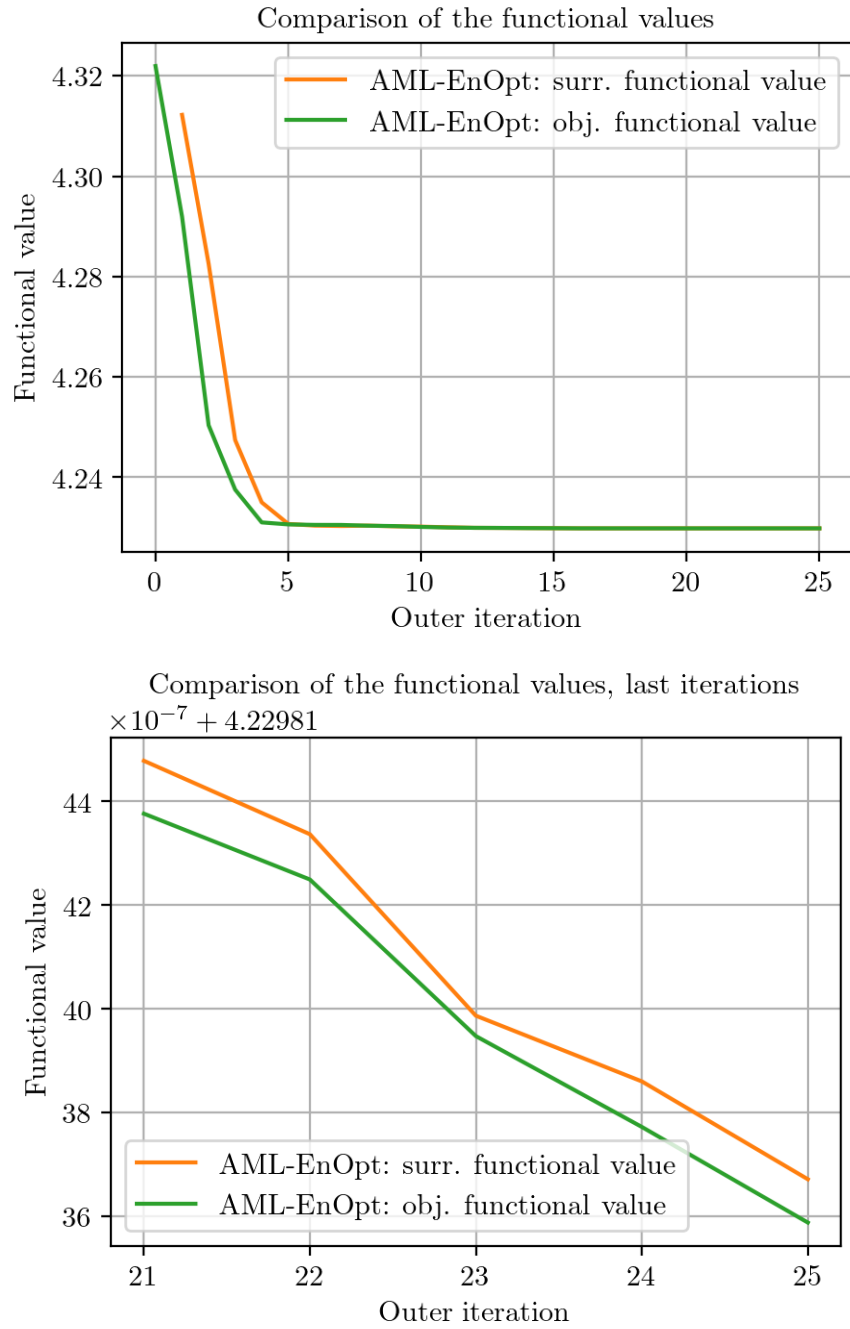 Comparison of the functional values
4.32
4.30
4.28
4.26
4.24
Functional value
AML-EnOpt: surr. functional value
AML-EnOpt: obj. functional value
0 5 10 15 20 25
Outer iteration
Comparison of the functional values, last iterations
×10⁻⁷ + 4.22981
44
42
40
38
36
Functional value
AML-EnOpt: surr. functional value
AML-EnOpt: obj. functional value
21 22 23 24 25
Outer iteration